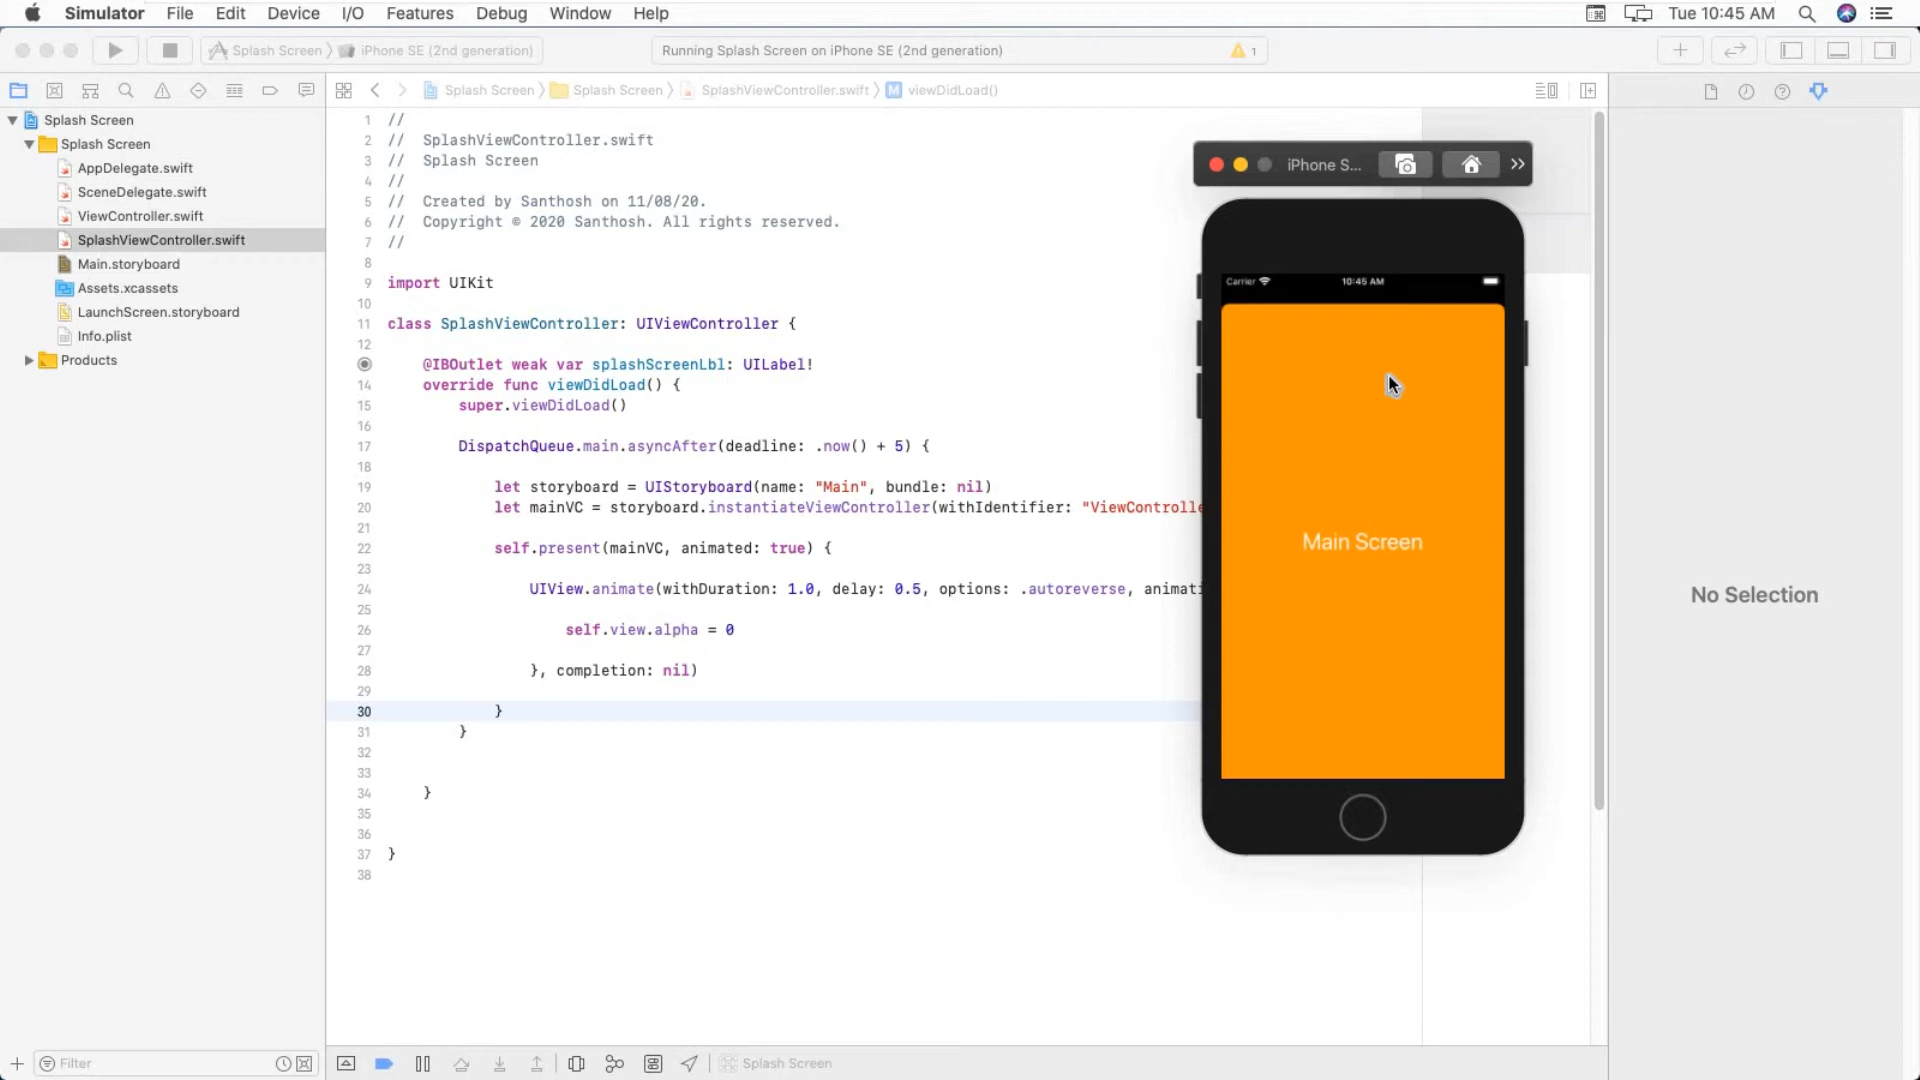 Simulator File Edit View Device I/O Features Debug Window Help Tue 10:45 AM
Splash Screen iPhone SE (2nd generation) Running Splash Screen on iPhone SE (2nd generation) 1
Splash Screen Splash Screen SplashViewController.swift M viewDidLoad()
Splash Screen
Splash Screen
AppDelegate.swift
SceneDelegate.swift
ViewController.swift
SplashViewController.swift
Main.storyboard
Assets.xcassets
LaunchScreen.storyboard
Info.plist
Products
1 //
2 // SplashViewController.swift
3 // Splash Screen
4 //
5 // Created by Santhosh on 11/08/20.
6 // Copyright © 2020 Santhosh. All rights reserved.
7 //
8
9 import UIKit
10
11 class SplashViewController: UIViewController {
12
@IBOutlet weak var splashScreenLbl: UILabel!
14 override func viewDidLoad() {
15 super.viewDidLoad()
16
17 DispatchQueue.main.asyncAfter(deadline: .now() + 5) {
18
19 let storyboard = UIStoryboard(name: "Main", bundle: nil)
20 let mainVC = storyboard.instantiateViewController(withIdentifier: "ViewControlle
21
22 self.present(mainVC, animated: true) {
23
24 UIView.animate(withDuration: 1.0, delay: 0.5, options: .autoreverse, animati
25
26 self.view.alpha = 0
27
28 }, completion: nil)
29
30 }
31 }
32
33
34 }
35
36
37 }
38
iPhone S...
Carrier 10:45 AM
Main Screen
No Selection
Filter
Splash Screen